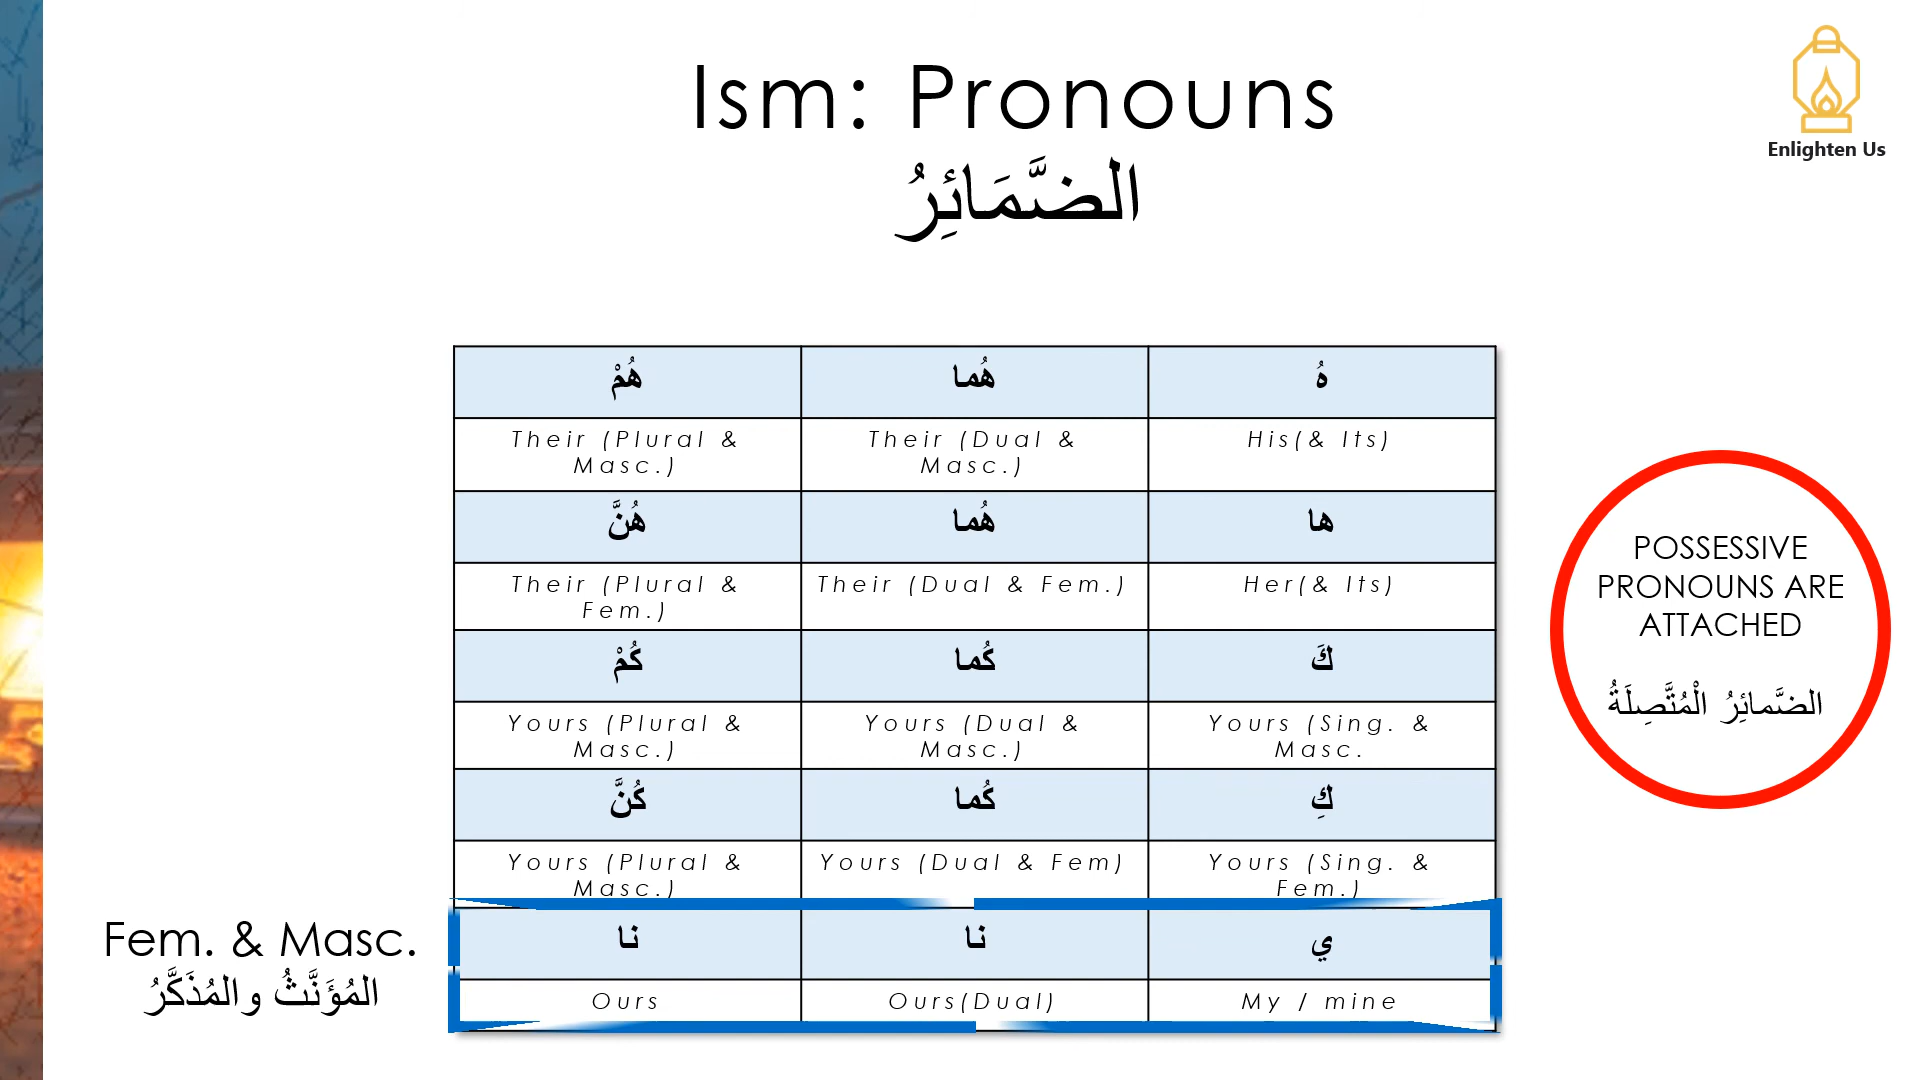 Ism: Pronouns
الضَّمَائِرُ
Enlighten Us
هُمْ هُما هُ
Their (Plural & Masc.) Their (Dual & Masc.) His(& Its)
هُنَّ هُما ها
Their (Plural & Fem.) Their (Dual & Fem.) Her(& Its)
كُمْ كُما كَ
Yours (Plural & Masc.) Yours (Dual & Masc.) Yours (Sing. & Masc.
كُنَّ كُما كِ
Yours (Plural & Masc.) Yours (Dual & Fem) Yours (Sing. & Fem.)
نا نا ي
Ours Ours(Dual) My / mine
POSSESSIVE
PRONOUNS ARE
ATTACHED
الضَّمائِرُ الْمُتَّصِلَةُ
Fem. & Masc.
المُؤَنَّثُ والمُذَكَّرُ